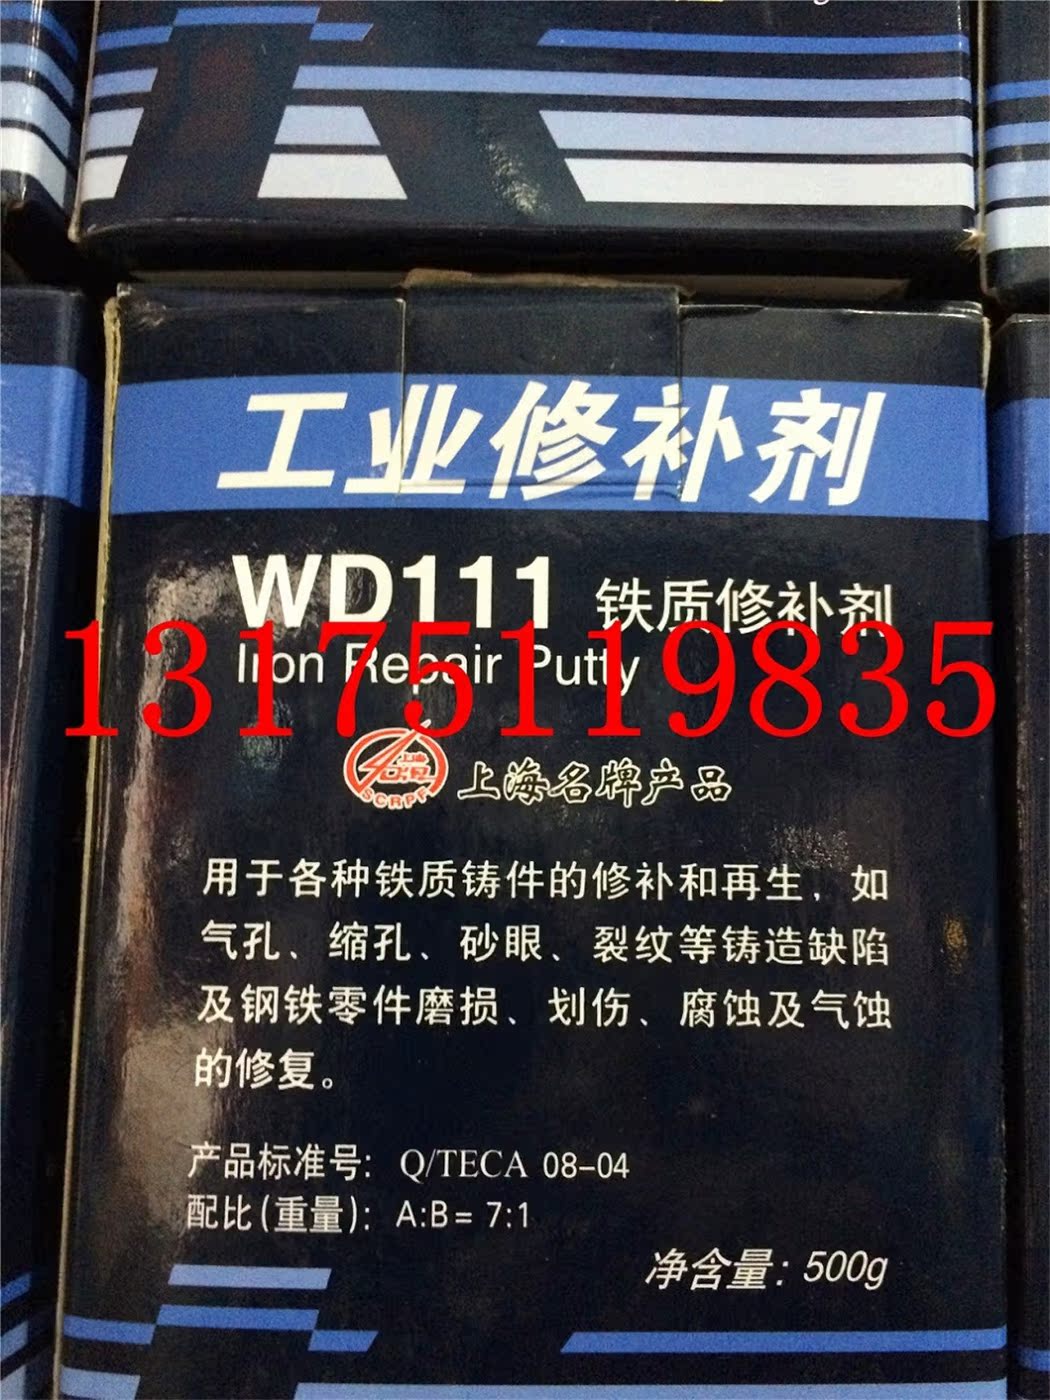 工业修补剂
WD111 铁质修补剂
13175119835
Iron Repair Putty
上海名牌产品
SCRPF
用于各种铁质铸件的修补和再生，如
气孔、缩孔、砂眼、裂纹等铸造缺陷
及钢铁零件磨损、划伤、腐蚀及气蚀
的修复。
产品标准号：Q/TECA 08-04
配比(重量)：A:B= 7:1
净含量：500g